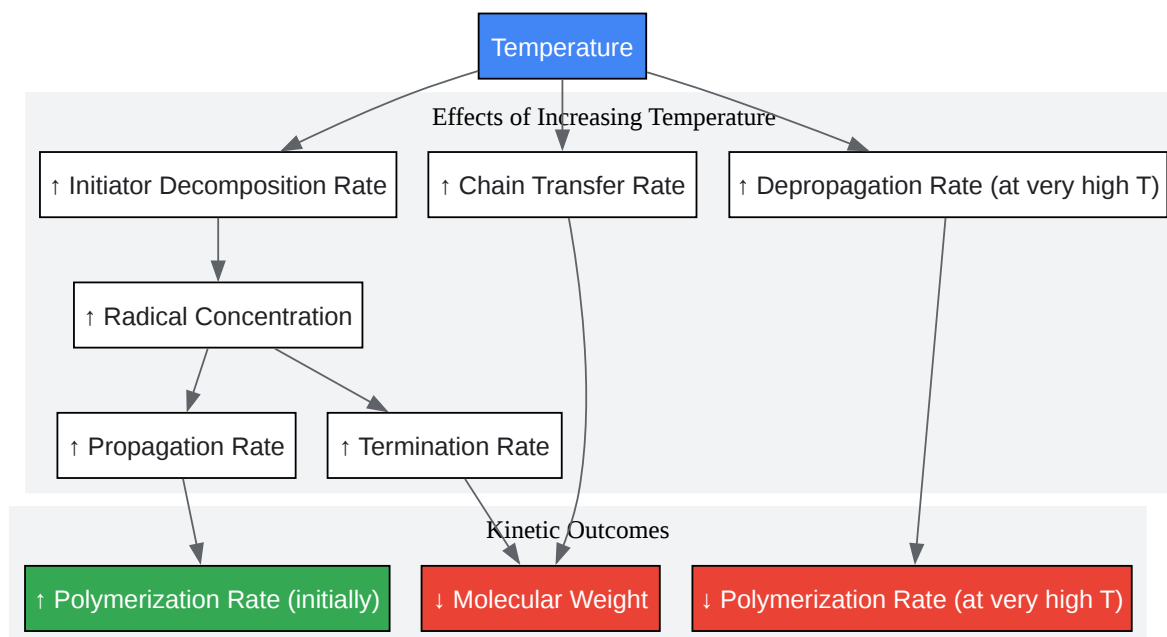 Temperature
Effects of Increasing Temperature
↑ Initiator Decomposition Rate
↑ Chain Transfer Rate
↑ Depropagation Rate (at very high T)
↑ Radical Concentration
↑ Propagation Rate
↑ Termination Rate
Kinetic Outcomes
↑ Polymerization Rate (initially)
↓ Molecular Weight
↓ Polymerization Rate (at very high T)